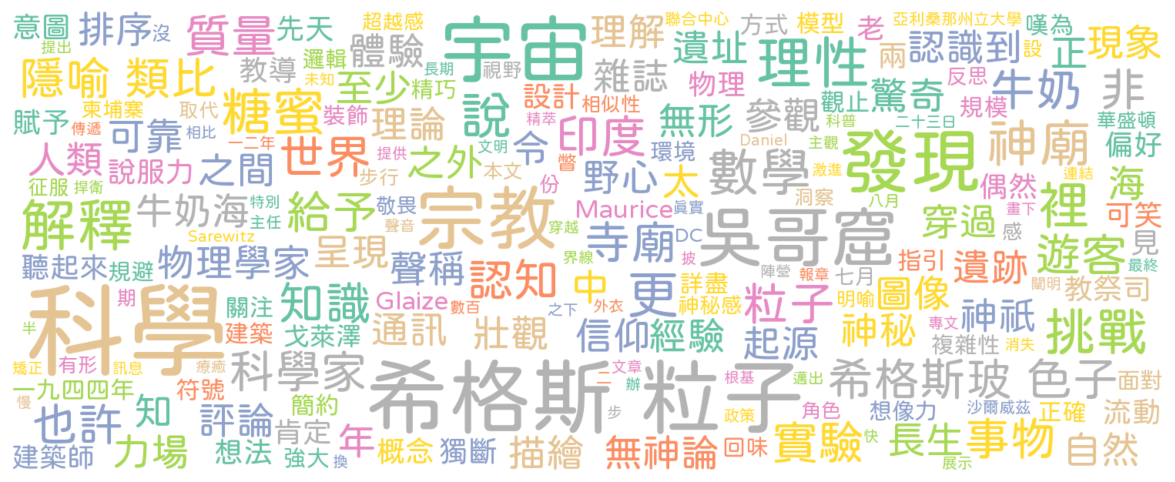 意圖 排序 沒 質量 先天 超越感 宇宙 理解 聯合中心 方式 模型 老 亞利桑那州立大學 嘆為 正 現象
提出 邏輯 體驗 遺址 兩 認識到 設
隱喻 類比 教導 未知 長期 視野 雜誌 物理 理性 反思 牛奶 非
柬埔寨 取代 至少 精巧 設計 相似性 觀止 驚奇 規模 華盛頓
賦予 傳遞 可靠 糖蜜 裝飾 理論 說 精萃 無形 參觀 科普 二十三日 神廟 偏好
人類 相比 一二年 世界 提供 文明 令 印度 環境 Daniel 主觀 發現 連結
說服力 之間 步行 之外 本文 瞥 野心 太 數學 激進 偶然 海
征服 捍衛 特別 敬畏 宗教 份 洞察 八月 裡 畫下
解釋 牛奶海 主任 給予 聲音 Maurice 眞實 吳哥窟 穿過 感 可笑
Sarewitz 穿越 寺廟 DC 見
聽起來 規避 物理學家 呈現 聲稱 認知 界線 披 遊客 最終
期 關注 知識 Glaize 數百 中 更 詳盡 陣營 報章 七月 指引 遺跡 闡明 教祭司
科學 建築 戈萊澤 通訊 壯觀 外衣 神秘感 粒子 明喻 圖像 神祇
半 之下 信仰 經驗 起源 神秘 專文 複雜性 消失 挑戰
矯正 有形 訊息 療癒 科學家 希格斯 粒子 文章 二 根基 邁出 希格斯玻 色子 面對
一九四四年 符號 簡約 辦 步 角色 想像力 沙爾威茲 正確 流動
慢 也許 知 評論 肯定 年 政策 快
建築師 力場 換 想法 強大 概念 獨斷 描繪 無神論 回味 實驗 長生 展示 事物 自然